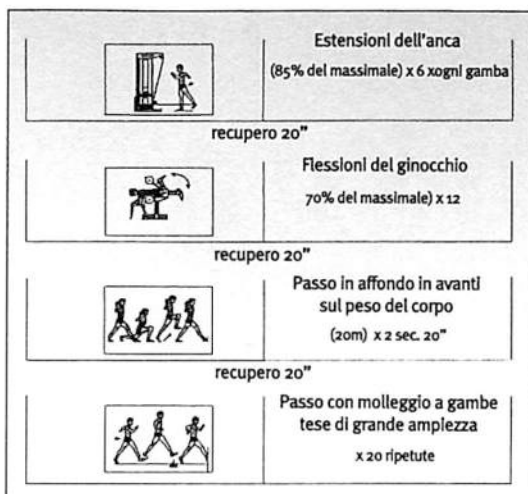 Estensioni dell'anca
(85% del massimale) x 6 xogni gamba
recupero 20"
Flessioni del ginocchio
70% del massimale) x 12
recupero 20"
Passo in affondo in avanti
sul peso del corpo
(20m) x 2 sec. 20"
recupero 20"
Passo con molleggio a gambe
tese di grande ampiezza
x 20 ripetute